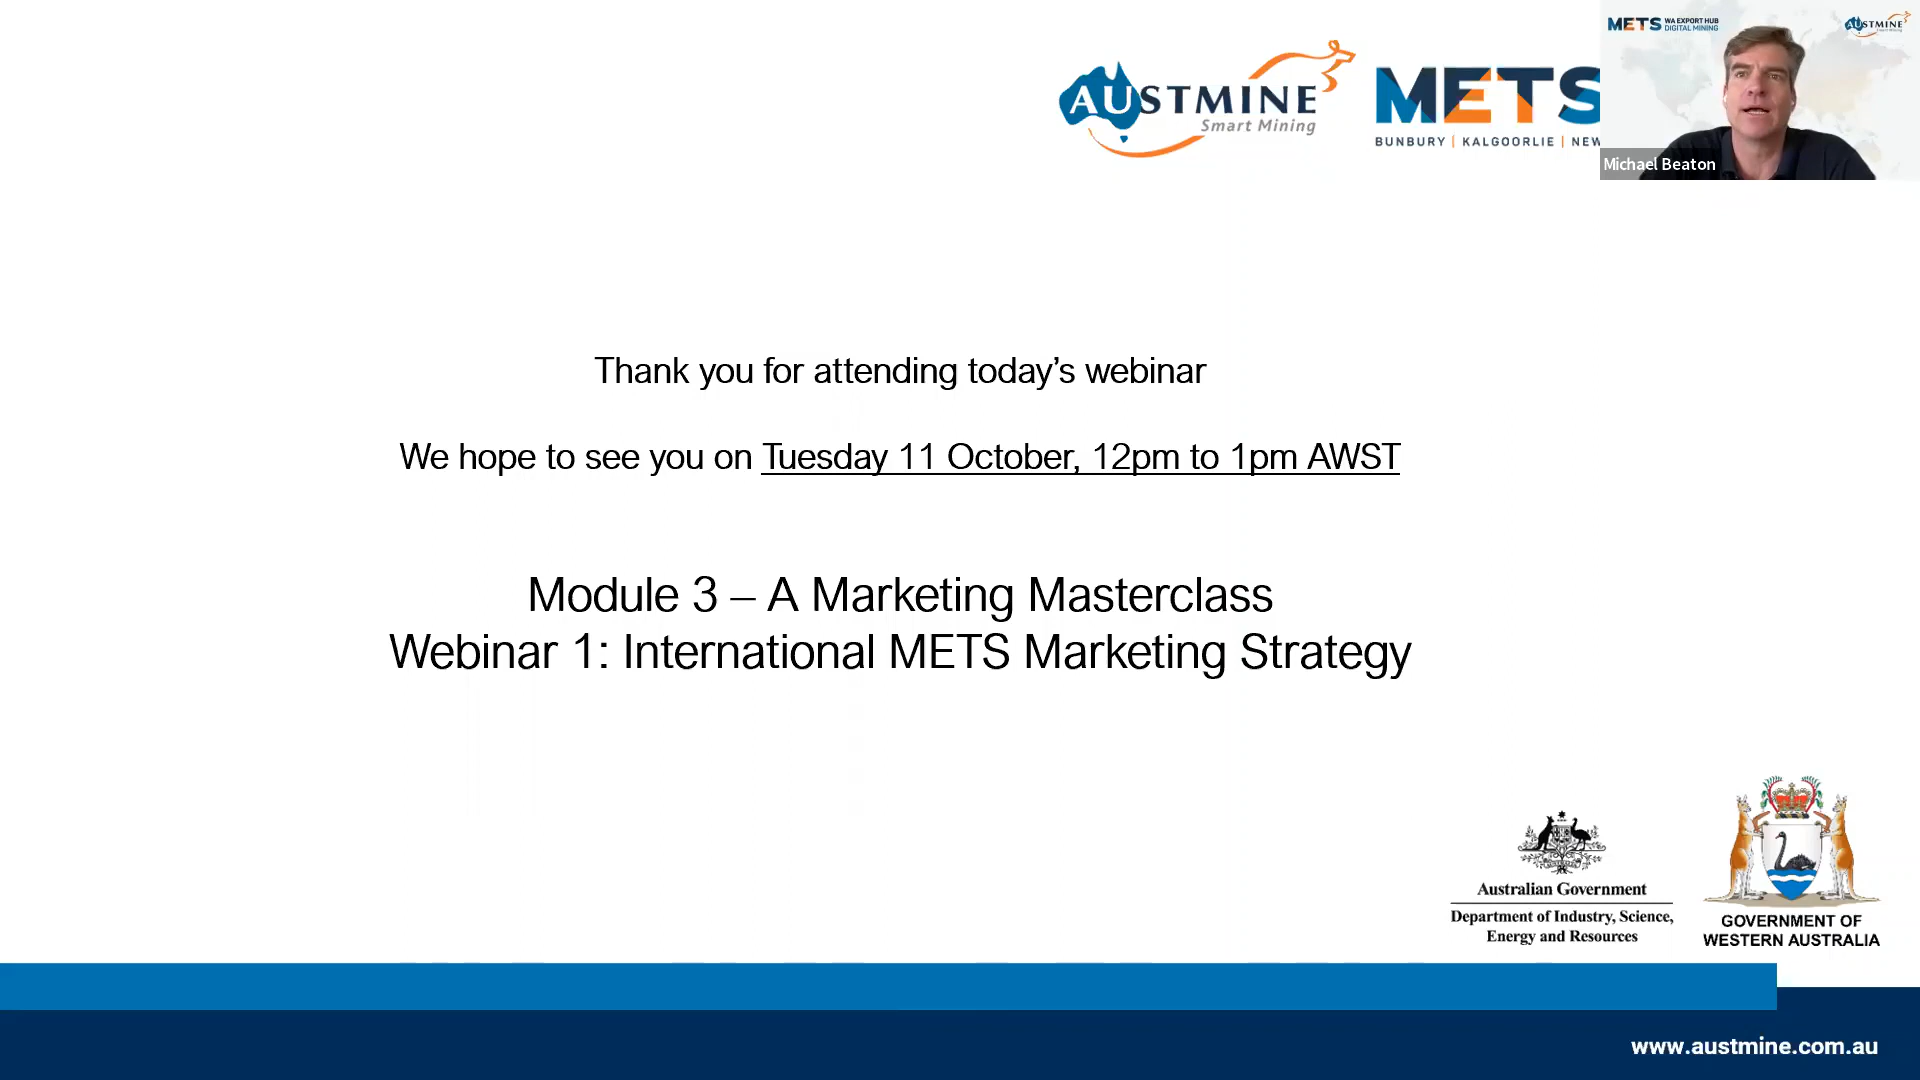 AUSTMINE
Smart Mining
METS
BUNBURY | KALGOORLIE | NEW
METS WA EXPORT HUB
DIGITAL MINING
AUSTMINE
Michael Beaton
Thank you for attending today’s webinar
We hope to see you on Tuesday 11 October, 12pm to 1pm AWST
Module 3 – A Marketing Masterclass
Webinar 1: International METS Marketing Strategy
Australian Government
Department of Industry, Science,
Energy and Resources
GOVERNMENT OF
WESTERN AUSTRALIA
www.austmine.com.au